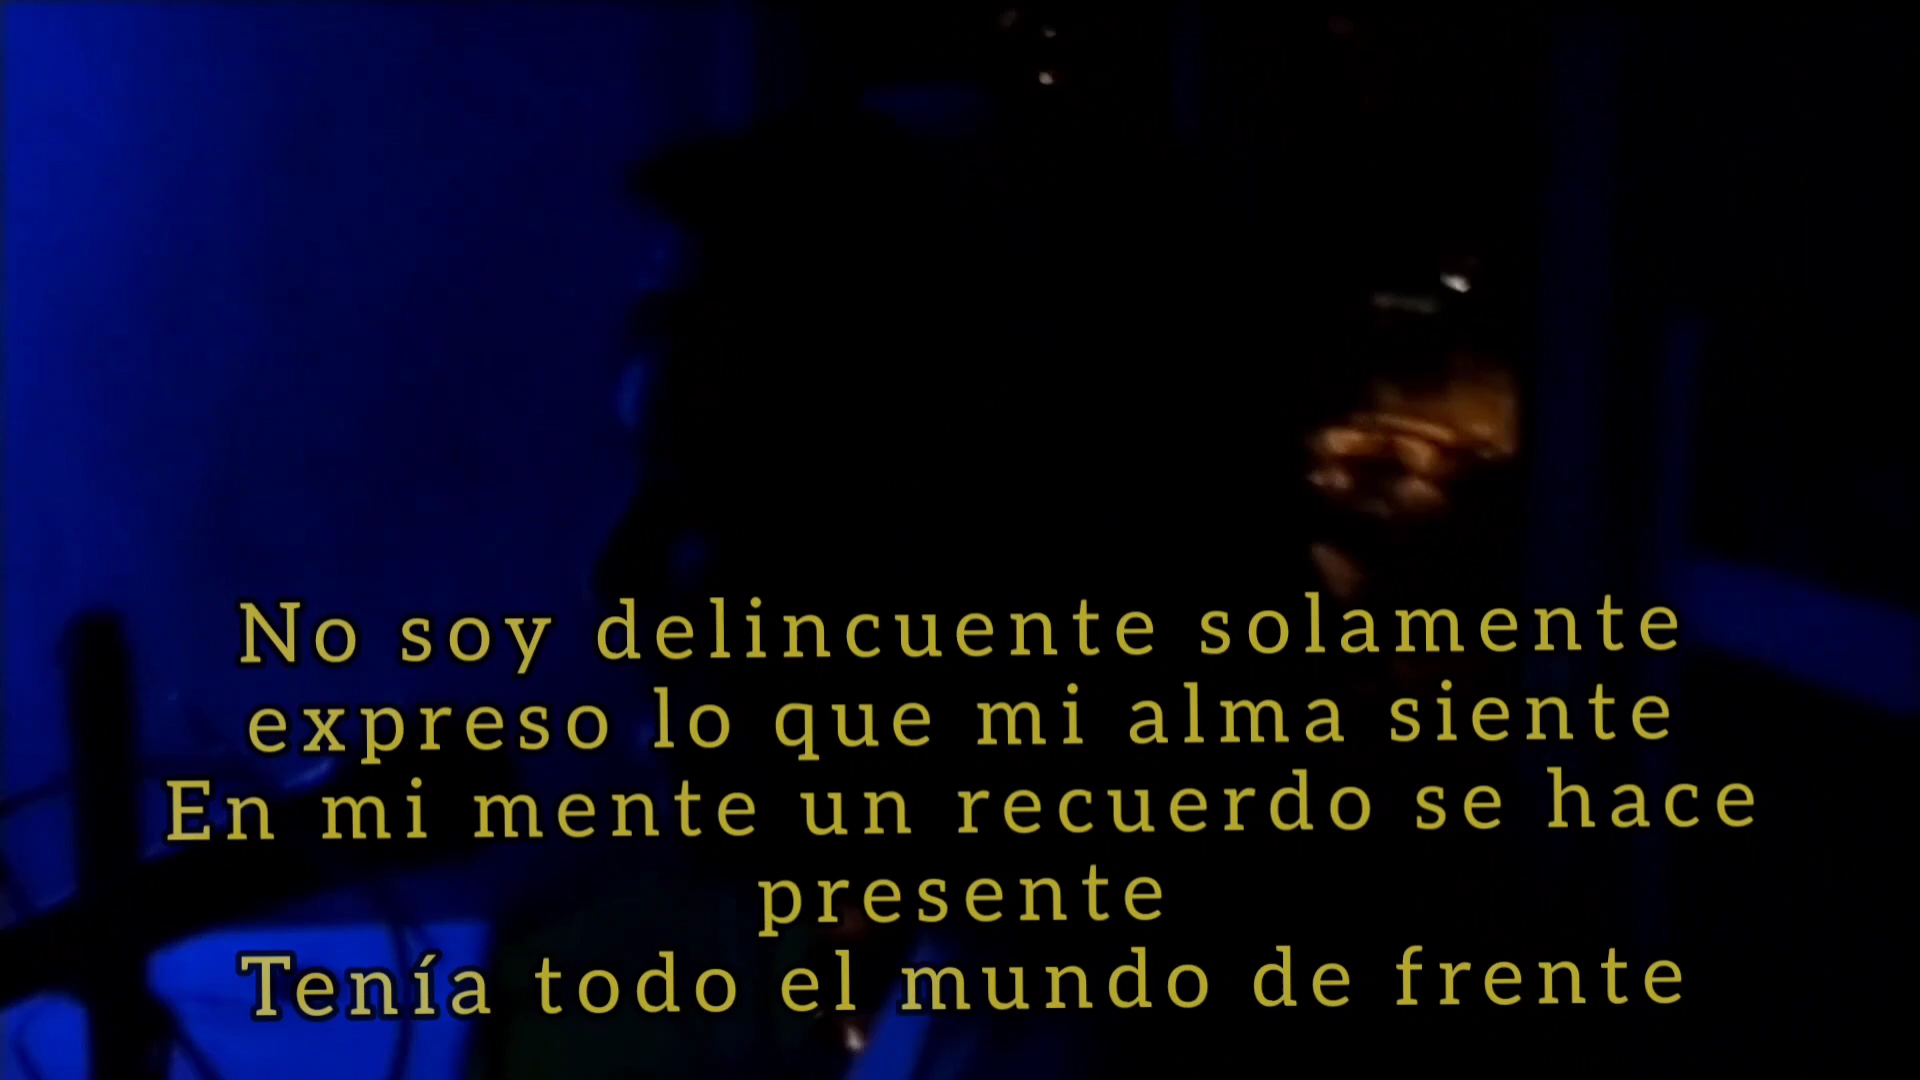 No soy delincuente solamente
expreso lo que mi alma siente
En mi mente un recuerdo se hace
presente
Tenía todo el mundo de frente